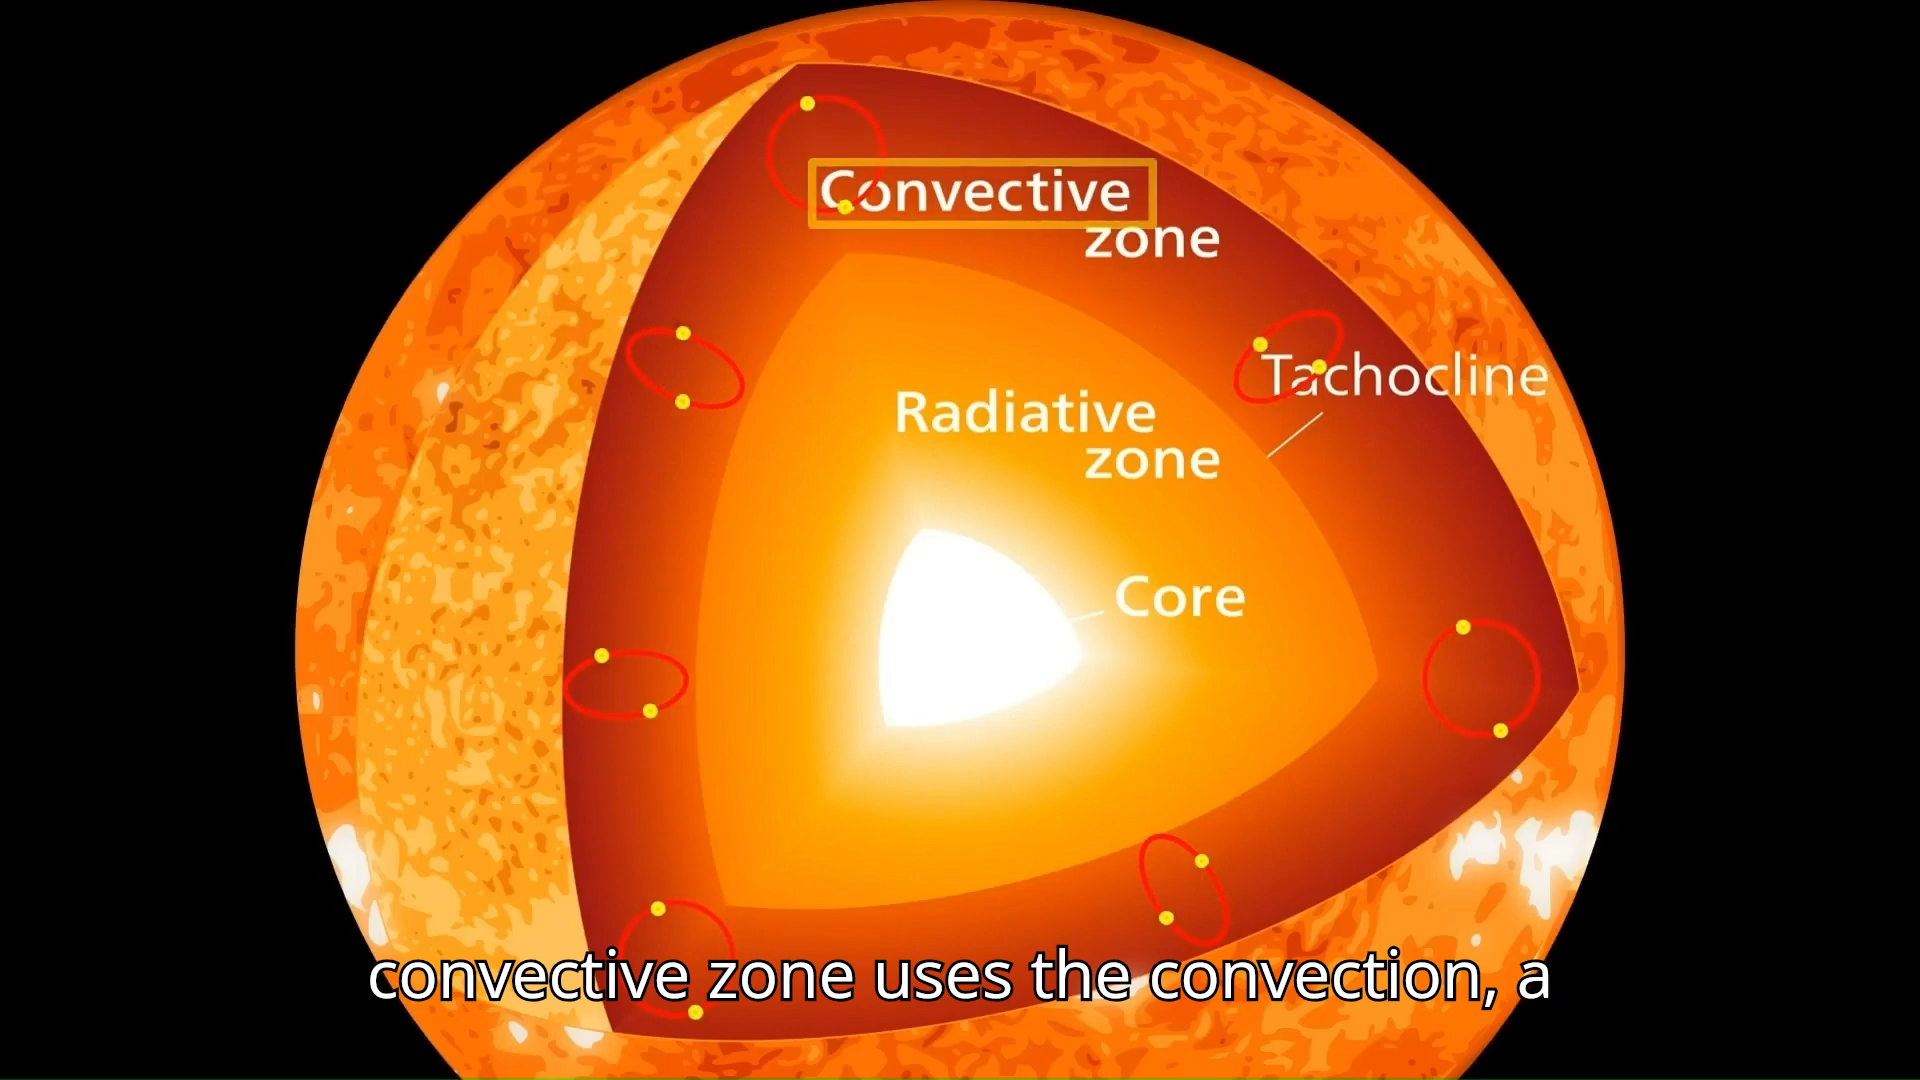 Convective
zone
Tachocline
Radiative
zone
Core
convective zone uses the convection, a